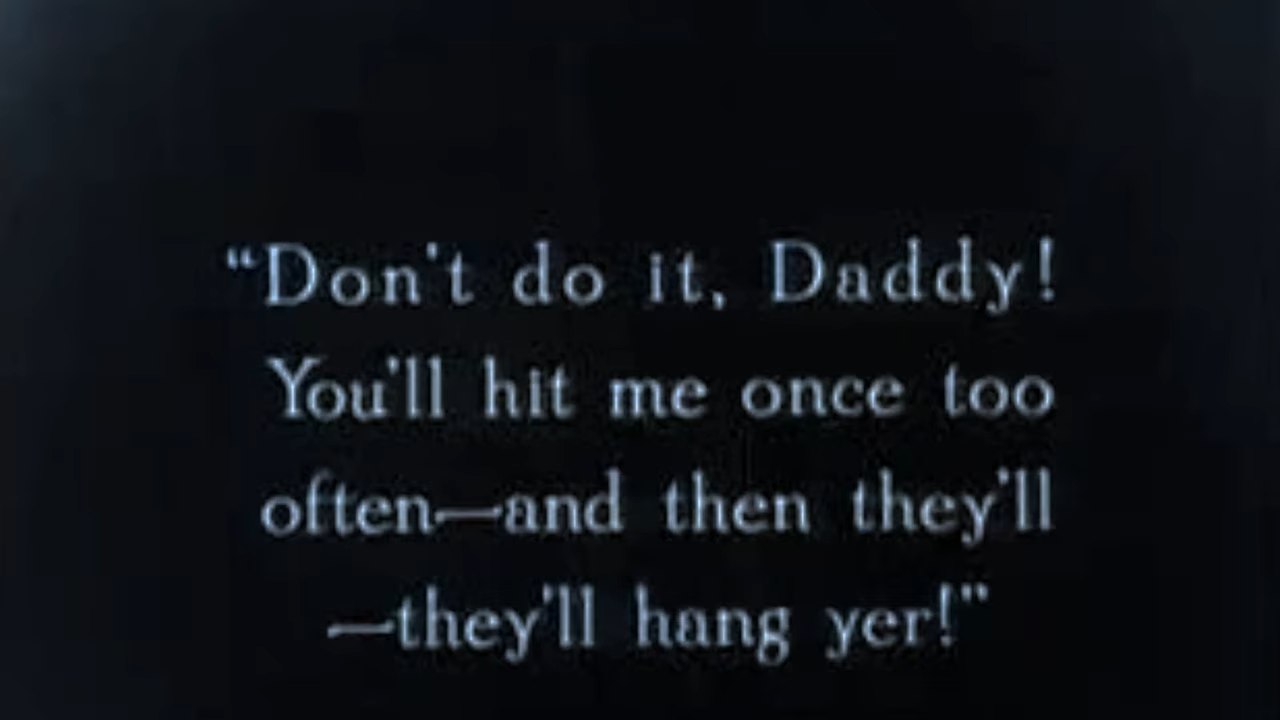 “Don't do it, Daddy!
You'll hit me once too
often—and then they'll
—they'll hang yer!"